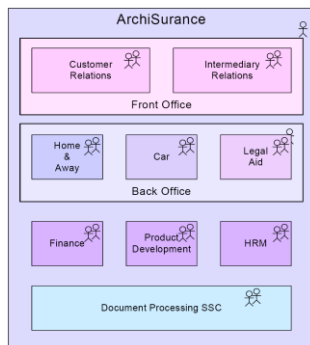 ArchiSurance
Customer
Relations
Intermediary
Relations
Front Office
Home
&
Away
Car
Legal
Aid
Back Office
Finance
Product
Development
HRM
Document Processing SSC